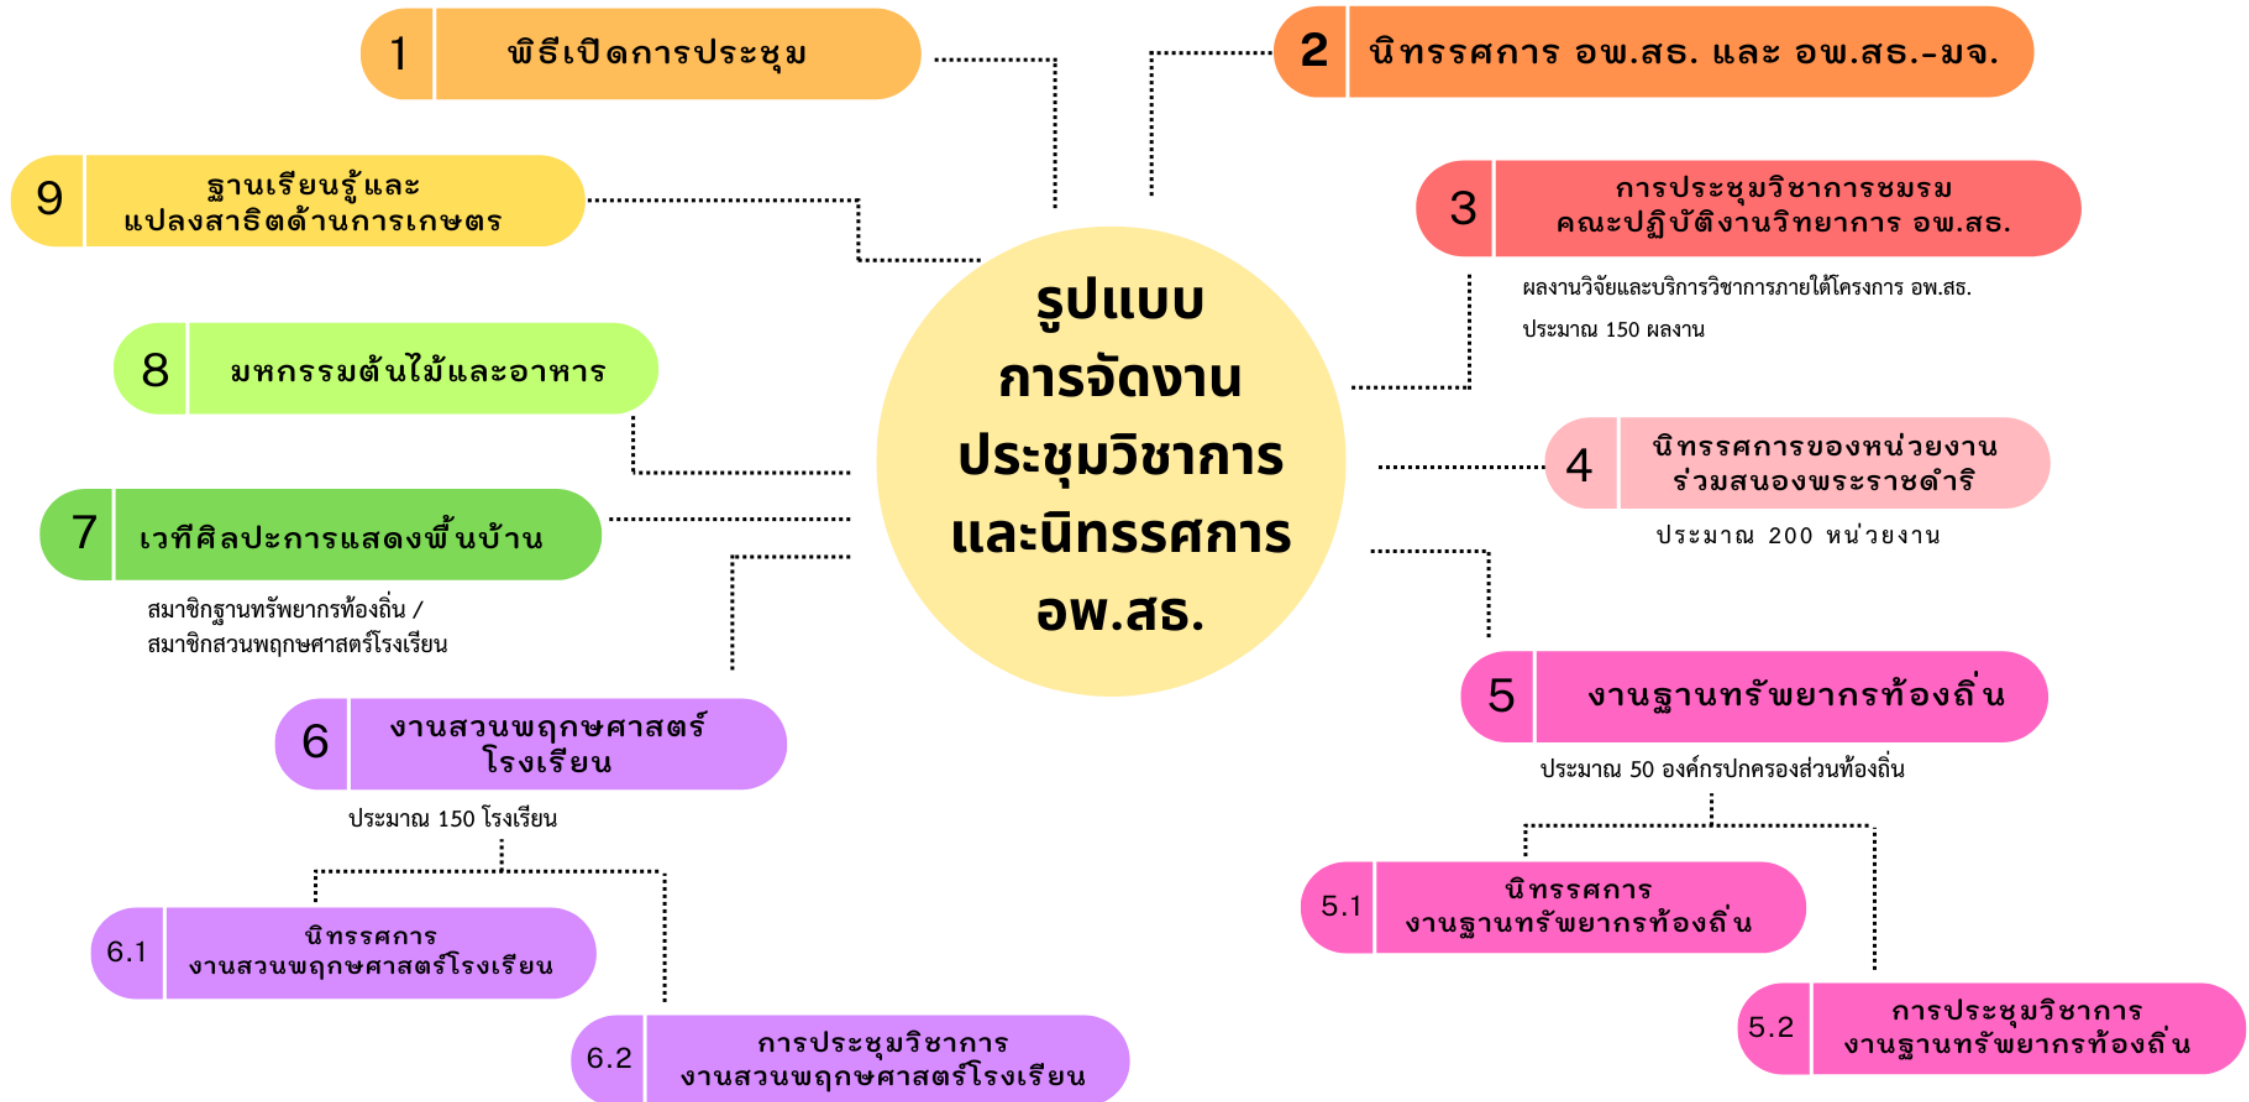 1
พิธีเปิดการประชุม
2
นิทรรศการ อพ.สธ. และ อพ.สธ.-มจ.
9
ฐานเรียนรู้และ
แปลงสาธิตด้านการเกษตร
3
การประชุมวิชาการชมรม
คณะปฏิบัติงานวิทยาการ อพ.สธ.
ผลงานวิจัยและบริการวิชาการภายใต้โครงการ อพ.สธ.
ประมาณ 150 ผลงาน
รูปแบบ
การจัดงาน
ประชุมวิชาการ
และนิทรรศการ
อพ.สธ.
8
มหกรรมต้นไม้และอาหาร
4
นิทรรศการของหน่วยงาน
ร่วมสนองพระราชดำริ
ประมาณ 200 หน่วยงาน
7
เวทีศิลปะการแสดงพื้นบ้าน
สมาชิกฐานทรัพยากรท้องถิ่น /
สมาชิกสวนพฤกษศาสตร์โรงเรียน
5
งานฐานทรัพยากรท้องถิ่น
ประมาณ 50 องค์กรปกครองส่วนท้องถิ่น
6
งานสวนพฤกษศาสตร์
โรงเรียน
ประมาณ 150 โรงเรียน
5.1
นิทรรศการ
งานฐานทรัพยากรท้องถิ่น
6.1
นิทรรศการ
งานสวนพฤกษศาสตร์โรงเรียน
5.2
การประชุมวิชาการ
งานฐานทรัพยากรท้องถิ่น
6.2
การประชุมวิชาการ
งานสวนพฤกษศาสตร์โรงเรียน